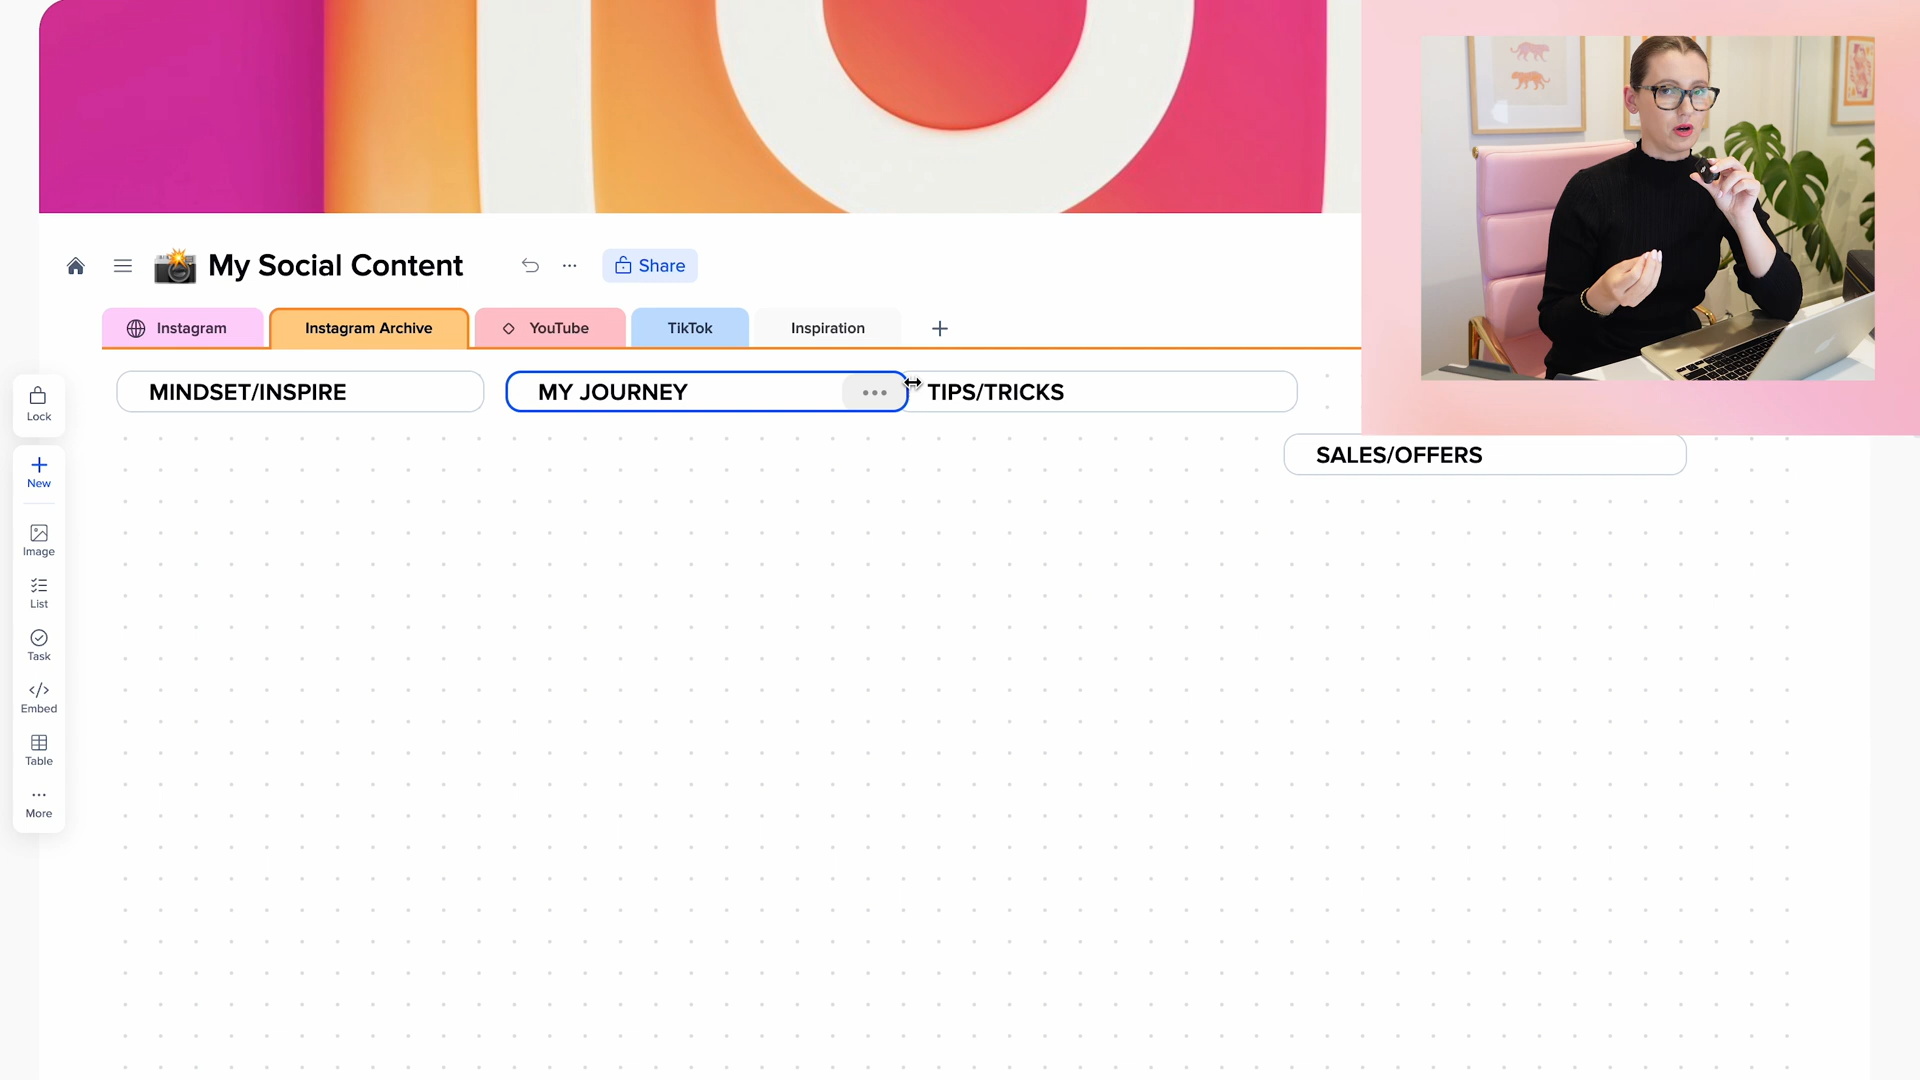 My Social Content
Share
Instagram
Instagram Archive
YouTube
TikTok
Inspiration
MINDSET/INSPIRE
MY JOURNEY
TIPS/TRICKS
SALES/OFFERS
Lock
New
Image
List
Task
Embed
Table
More